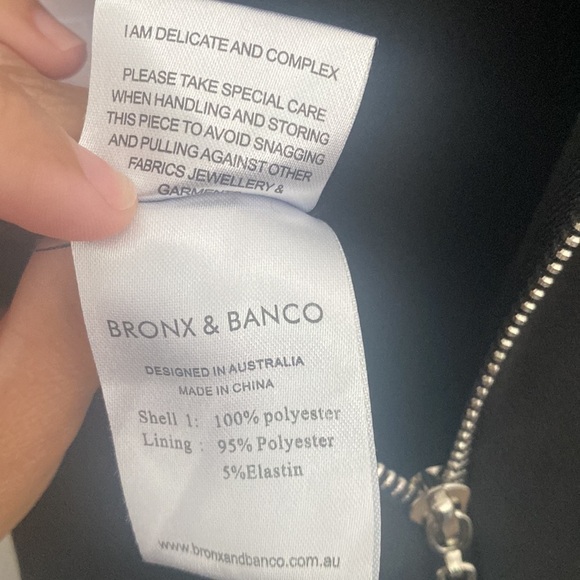 I AM DELICATE AND COMPLEX
PLEASE TAKE SPECIAL CARE
WHEN HANDLING AND STORING
THIS PIECE TO AVOID SNAGGING
AND PULLING AGAINST OTHER
FABRICS JEWELLERY &
BRONX & BANCO
DESIGNED IN AUSTRALIA
MADE IN CHINA
Shell 1: 100% polyester
Lining : 95% Polyester
5%Elastin
www.bronxandbanco.com.au